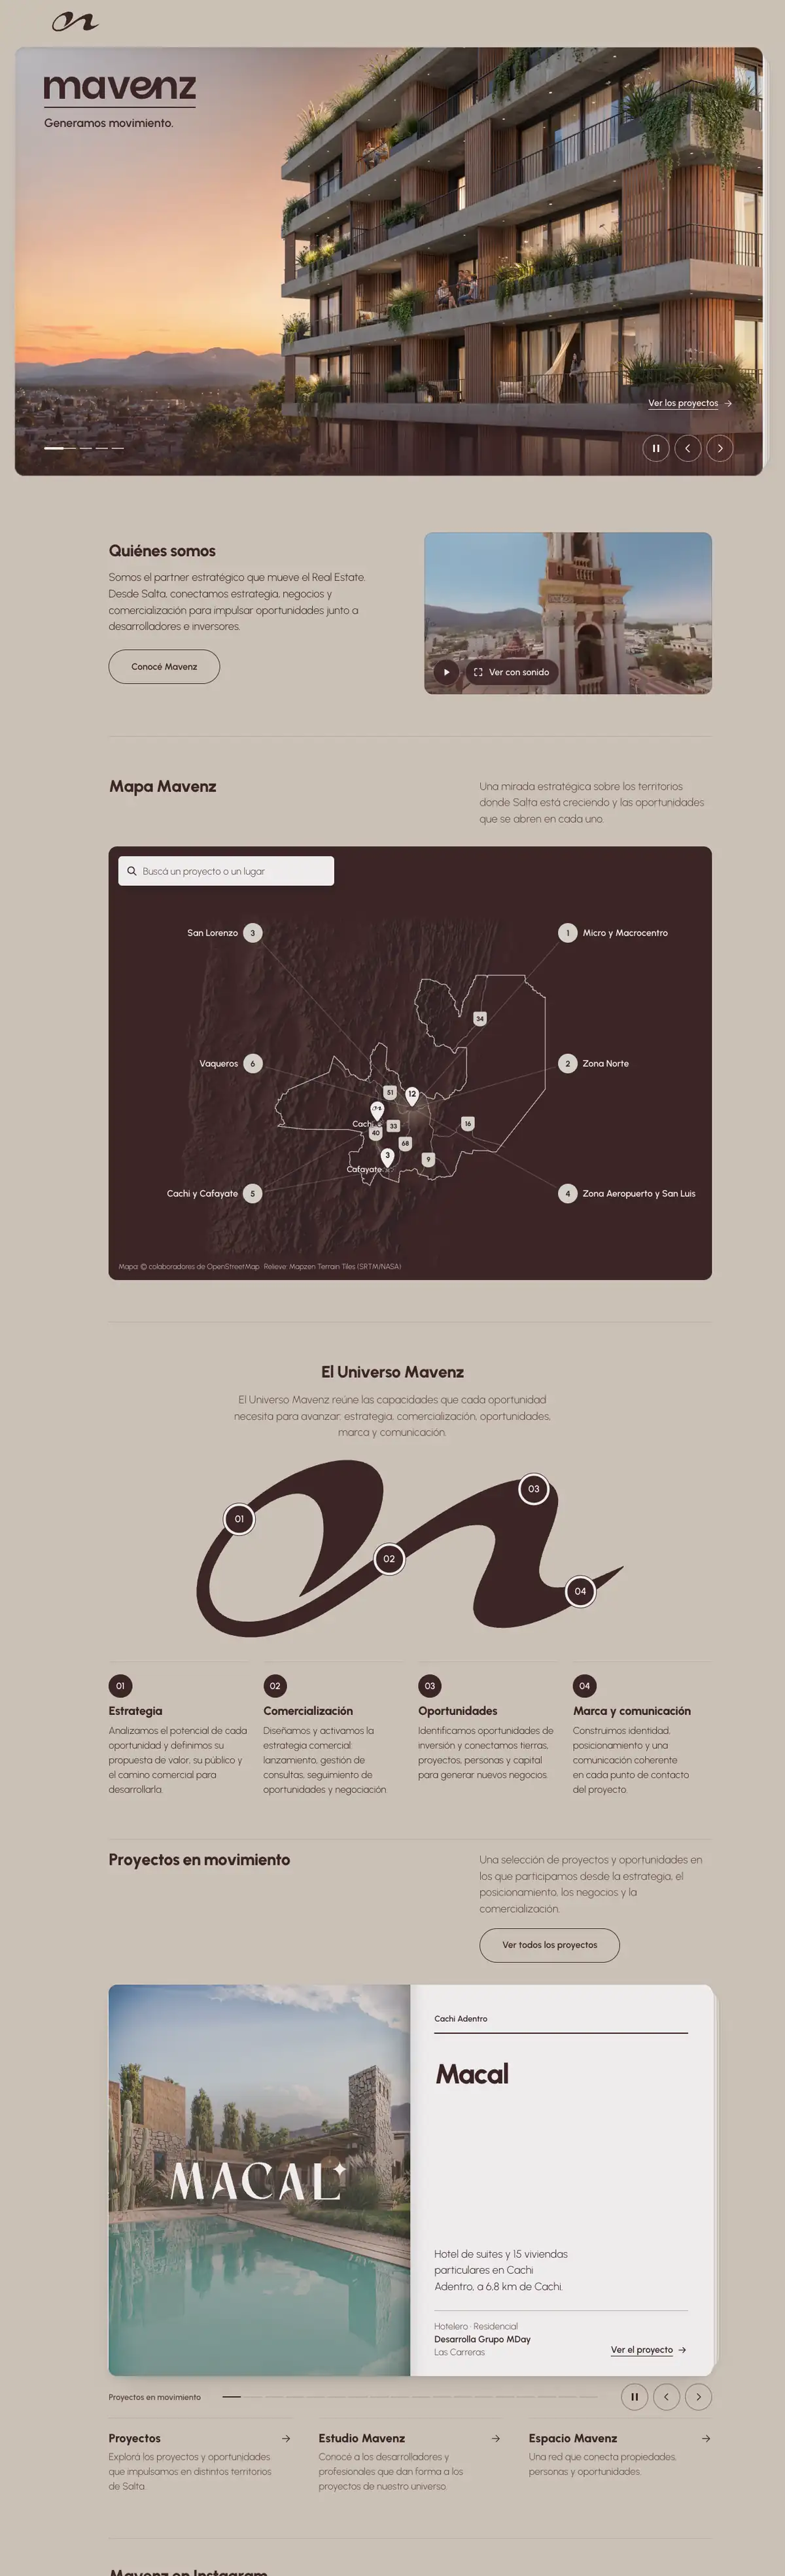 mavenz
Generamos movimiento.
Ver los proyectos
Quiénes somos
Somos el partner estratégico que mueve el Real Estate.
Desde Salta, conectamos estrategia, negocios y
comercialización para impulsar oportunidades junto a
desarrolladores e inversores.
Conocé Mavenz
Ver con sonido
Mapa Mavenz
Una mirada estratégica sobre los territorios
donde Salta está creciendo y las oportunidades
que se abren en cada uno.
Buscá un proyecto o un lugar
San Lorenzo 3
1 Micro y Macrocentro
34
Vaqueros 6
2 Zona Norte
51
12
Cachi
40
33
16
68
3
9
Cafayate
Cachi y Cafayate 5
4 Zona Aeropuerto y San Luis
Mapa: © colaboradores de OpenStreetMap · Relieve: Mapzen Terrain Tiles (SRTM/NASA)
El Universo Mavenz
El Universo Mavenz reúne las capacidades que cada oportunidad
necesita para avanzar: estrategia, comercialización, oportunidades,
marca y comunicación.
01
02
03
04
01
Estrategia
Analizamos el potencial de cada
oportunidad y definimos su
propuesta de valor, su público y
el camino comercial para
desarrollarla.
02
Comercialización
Diseñamos y activamos la
estrategia comercial:
lanzamiento, gestión de
consultas, seguimiento de
oportunidades y negociación.
03
Oportunidades
Identificamos oportunidades de
inversión y conectamos tierras,
proyectos, personas y capital
para generar nuevos negocios.
04
Marca y comunicación
Construimos identidad,
posicionamiento y una
comunicación coherente
en cada punto de contacto
del proyecto.
Proyectos en movimiento
Una selección de proyectos y oportunidades en
los que participamos desde la estrategia, el
posicionamiento, los negocios y la
comercialización.
Ver todos los proyectos
MACAL
Cachi Adentro
Macal
Hotel de suites y 15 viviendas
particulares en Cachi
Adentro, a 6,8 km de Cachi.
Hotelero · Residencial
Desarrolla Grupo MDay
Las Carreras
Ver el proyecto
Proyectos en movimiento
Proyectos
Explorá los proyectos y oportunidades
que impulsamos en distintos territorios
de Salta.
Estudio Mavenz
Conocé a los desarrolladores y
profesionales que dan forma a los
proyectos de nuestro universo.
Espacio Mavenz
Una red que conecta propiedades,
personas y oportunidades.
Mavenz en Instagram